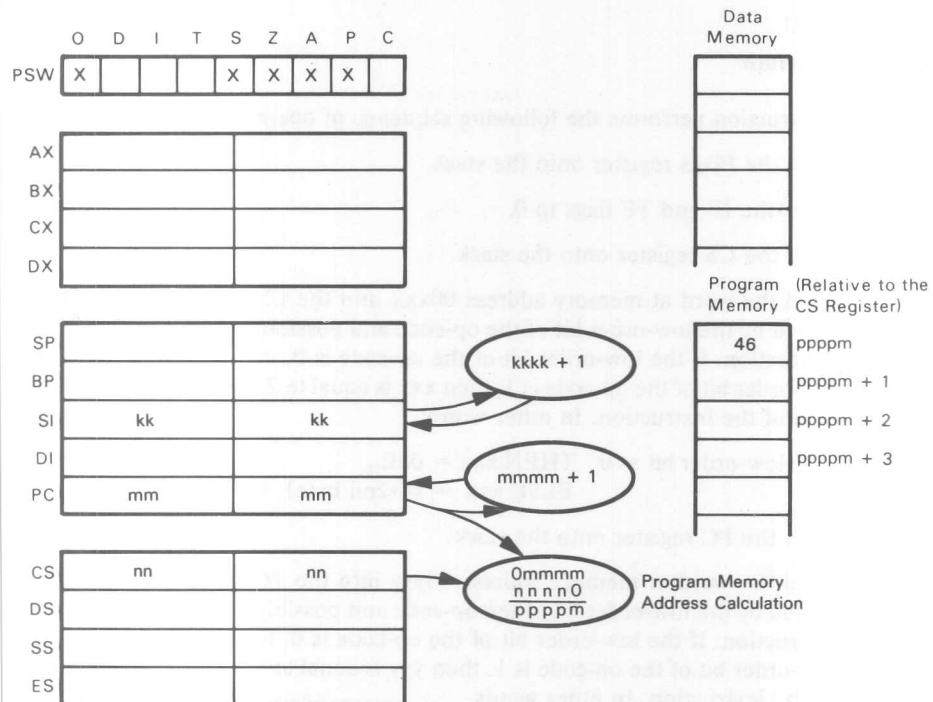 Data
Memory
O D I T S Z A P C
PSW X X X X X
AX
BX
CX
DX
Program (Relative to the
Memory CS Register)
SP
BP
SI kk kk
DI
PC mm mm
kkkk + 1
mmmm + 1
46 ppppm
ppppm + 1
ppppm + 2
ppppm + 3
CS nn nn
DS
SS
ES
0mmmm
nnnn0
ppppm
Program Memory
Address Calculation